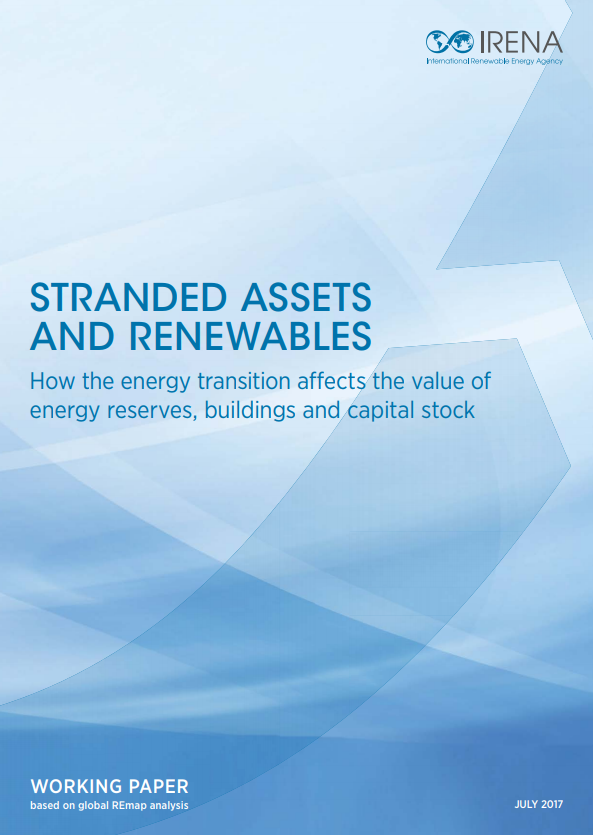 IRENA
International Renewable Energy Agency
STRANDED ASSETS
AND RENEWABLES
How the energy transition affects the value of
energy reserves, buildings and capital stock
WORKING PAPER
based on global REmap analysis
JULY 2017